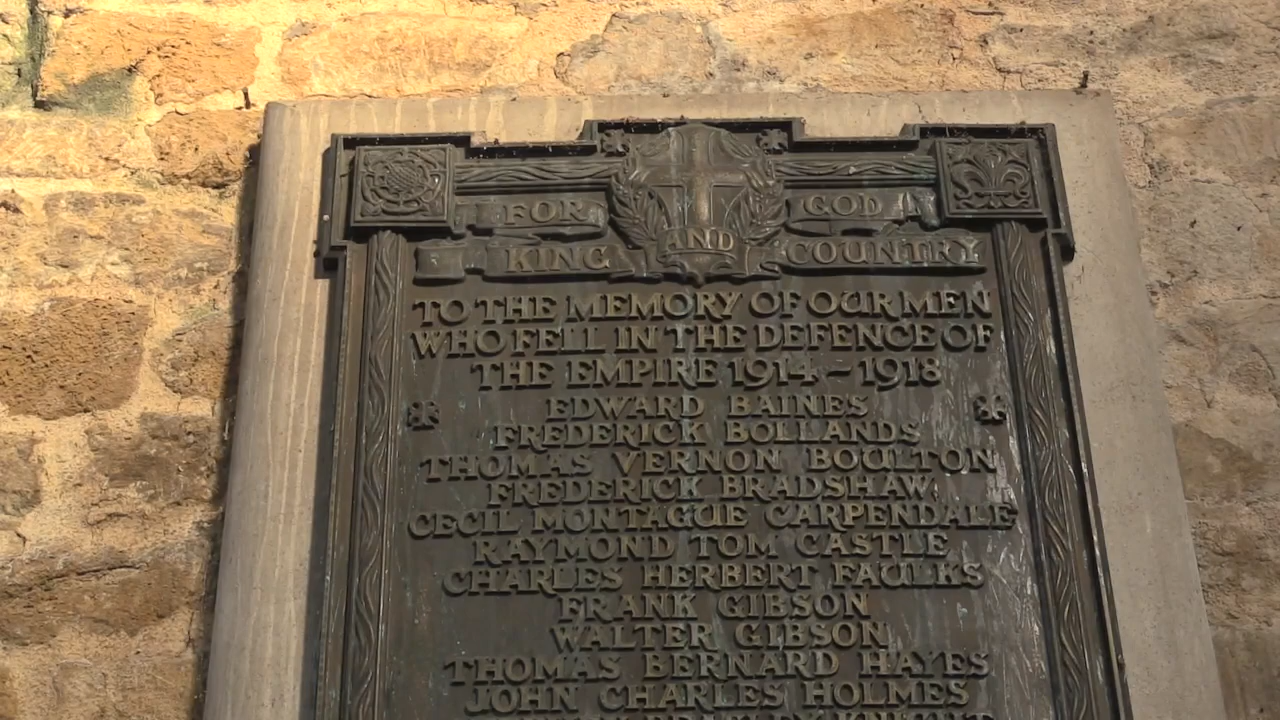 FOR GOD
AND
KING COUNTRY
TO THE MEMORY OF OUR MEN
WHO FELL IN THE DEFENCE OF
THE EMPIRE 1914-1918
EDWARD BAINES
FREDERICK BOLLANDS
THOMAS VERNON BOULTON
FREDERICK BRADSHAW
CECIL MONTAGUE CARPENDALE
RAYMOND TOM CASTLE
CHARLES HERBERT FAULKS
FRANK GIBSON
WALTER GIBSON
THOMAS BERNARD HAYES
JOHN CHARLES HOLMES